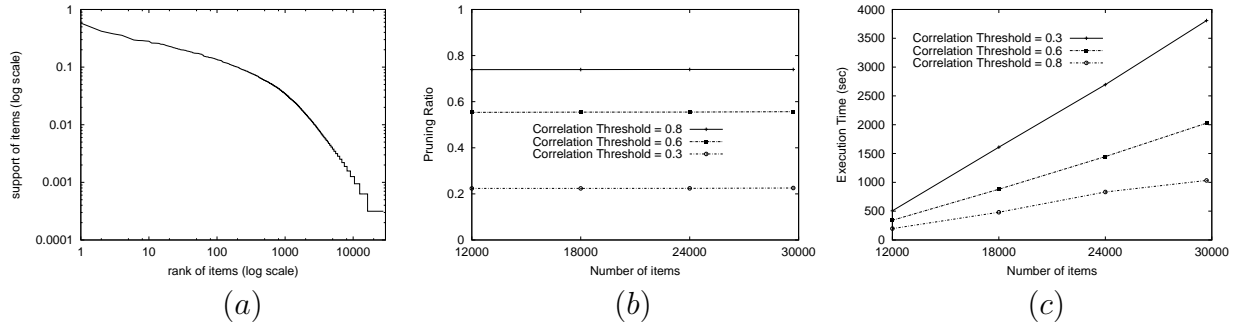 1
0.1
0.01
0.001
0.0001
support of items (log scale)
1 10 100 1000 10000
rank of items (log scale)
(a)
1
0.8
0.6
0.4
0.2
0
Pruning Ratio
Correlation Threshold = 0.8
Correlation Threshold = 0.6
Correlation Threshold = 0.3
12000 18000 24000 30000
Number of items
(b)
4000
3500
3000
2500
2000
1500
1000
500
0
Execution Time (sec)
Correlation Threshold = 0.3
Correlation Threshold = 0.6
Correlation Threshold = 0.8
12000 18000 24000 30000
Number of items
(c)